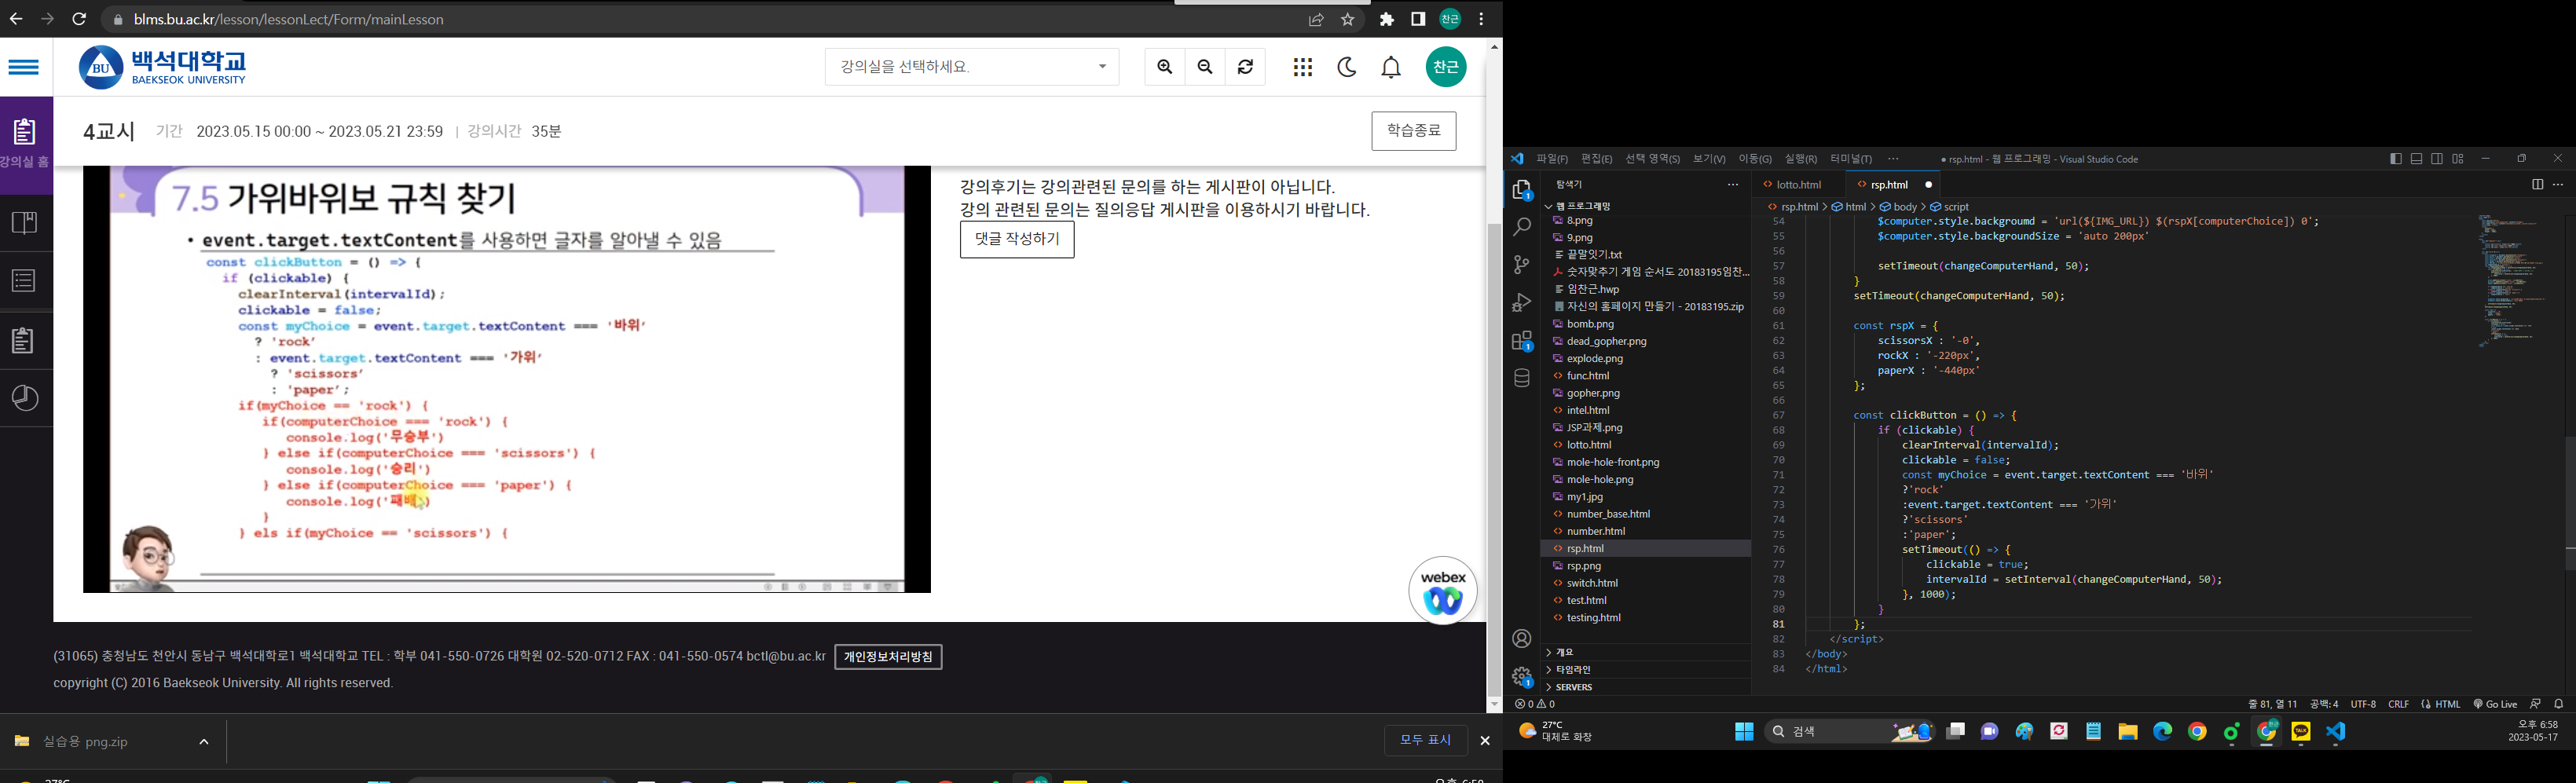 blms.bu.ac.kr/lesson/lessonLect/Form/mainLesson
찬근
BU
백석대학교
BAEKSEOK UNIVERSITY
강의실을 선택하세요.
찬근
강의실 홈
4교시 기간 2023.05.15 00:00 ~ 2023.05.21 23:59 | 강의시간 35분
학습종료
7.5 가위바위보 규칙 찾기
• event.target.textContent를 사용하면 글자를 알아낼 수 있음
const clickButton = () => {
if (clickable) {
clearInterval(intervalId);
clickable = false;
const myChoice = event.target.textContent === '바위'
? 'rock'
: event.target.textContent === '가위'
? 'scissors'
: 'paper';
if(myChoice == 'rock') {
if(computerChoice === 'rock') {
console.log('무승부')
} else if(computerChoice === 'scissors') {
console.log('승리')
} else if(computerChoice === 'paper') {
console.log('패배')
}
} els if(myChoice == 'scissors') {
강의후기는 강의관련된 문의를 하는 게시판이 아닙니다.
강의 관련된 문의는 질의응답 게시판을 이용하시기 바랍니다.
댓글 작성하기
webex
(31065) 충청남도 천안시 동남구 백석대학로1 백석대학교 TEL : 학부 041-550-0726 대학원 02-520-0712 FAX : 041-550-0574 bctl@bu.ac.kr 개인정보처리방침
copyright (C) 2016 Baekseok University. All rights reserved.
실습용 png.zip
모두 표시
27°C
파일(F) 편집(E) 선택 영역(S) 보기(V) 이동(G) 실행(R) 터미널(T) ···
● rsp.html - 웹 프로그래밍 - Visual Studio Code
탐색기
웹 프로그래밍
8.png
9.png
끝말잇기.txt
숫자맞추기 게임 순서도 20183195임찬...
임찬근.hwp
자신의 홈페이지 만들기 - 20183195.zip
bomb.png
dead_gopher.png
explode.png
func.html
gopher.png
intel.html
JSP과제.png
lotto.html
mole-hole-front.png
mole-hole.png
my1.jpg
number_base.html
number.html
rsp.html
rsp.png
switch.html
test.html
testing.html
개요
타임라인
SERVERS
lotto.html
rsp.html
rsp.html > html > body > script
54 $computer.style.backgroumd = 'url(${IMG_URL}) $(rspX[computerChoice]) 0';
55 $computer.style.backgroundSize = 'auto 200px'
56
57 setTimeout(changeComputerHand, 50);
58 }
59 setTimeout(changeComputerHand, 50);
60
61 const rspX = {
62 scissorsX : '-0',
63 rockX : '-220px',
64 paperX : '-440px'
65 };
66
67 const clickButton = () => {
68 if (clickable) {
69 clearInterval(intervalId);
70 clickable = false;
71 const myChoice = event.target.textContent === '바위'
72 ?'rock'
73 :event.target.textContent === '가위'
74 ?'scissors'
75 :'paper';
76 setTimeout(() => {
77 clickable = true;
78 intervalId = setInterval(changeComputerHand, 50);
79 }, 1000);
80 }
81 };
82 </script>
83 </body>
84 </html>
0 0
줄 81, 열 11 공백: 4 UTF-8 CRLF HTML Go Live
27°C
대체로 화창
검색
오후 6:58
2023-05-17